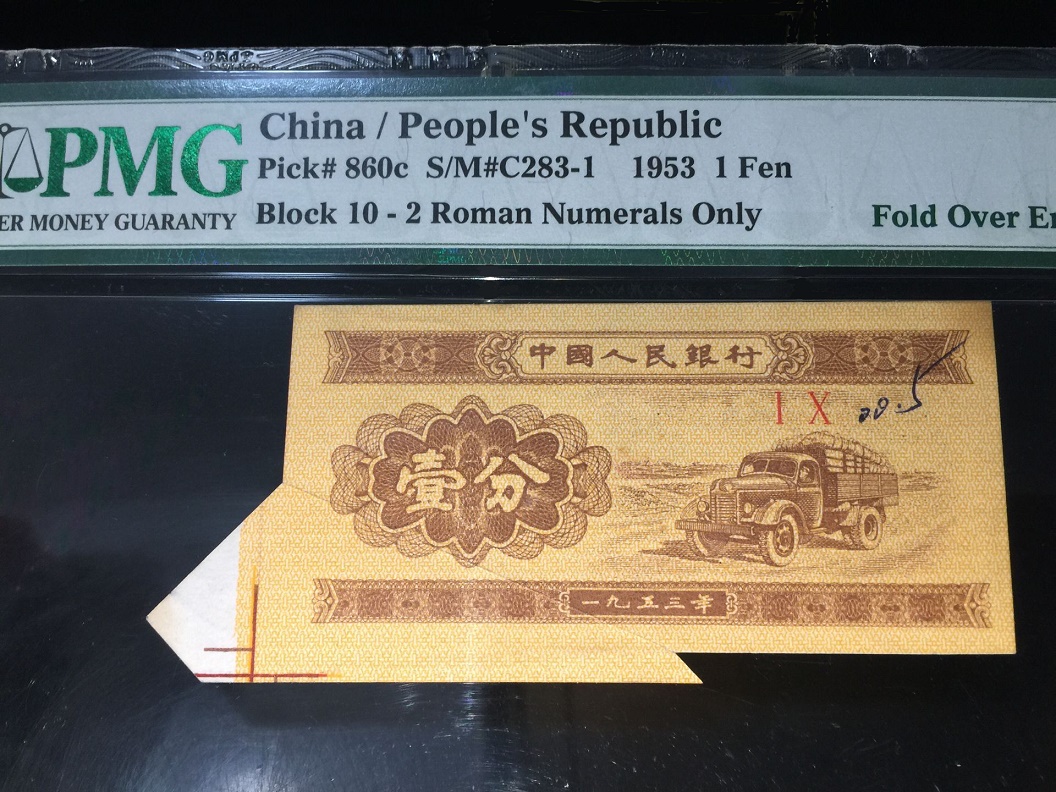 PMG
ER MONEY GUARANTY
China / People's Republic
Pick# 860c S/M#C283-1 1953 1 Fen
Block 10 - 2 Roman Numerals Only
Fold Over Er
中國人民銀行
I X
壹分
一九五三年